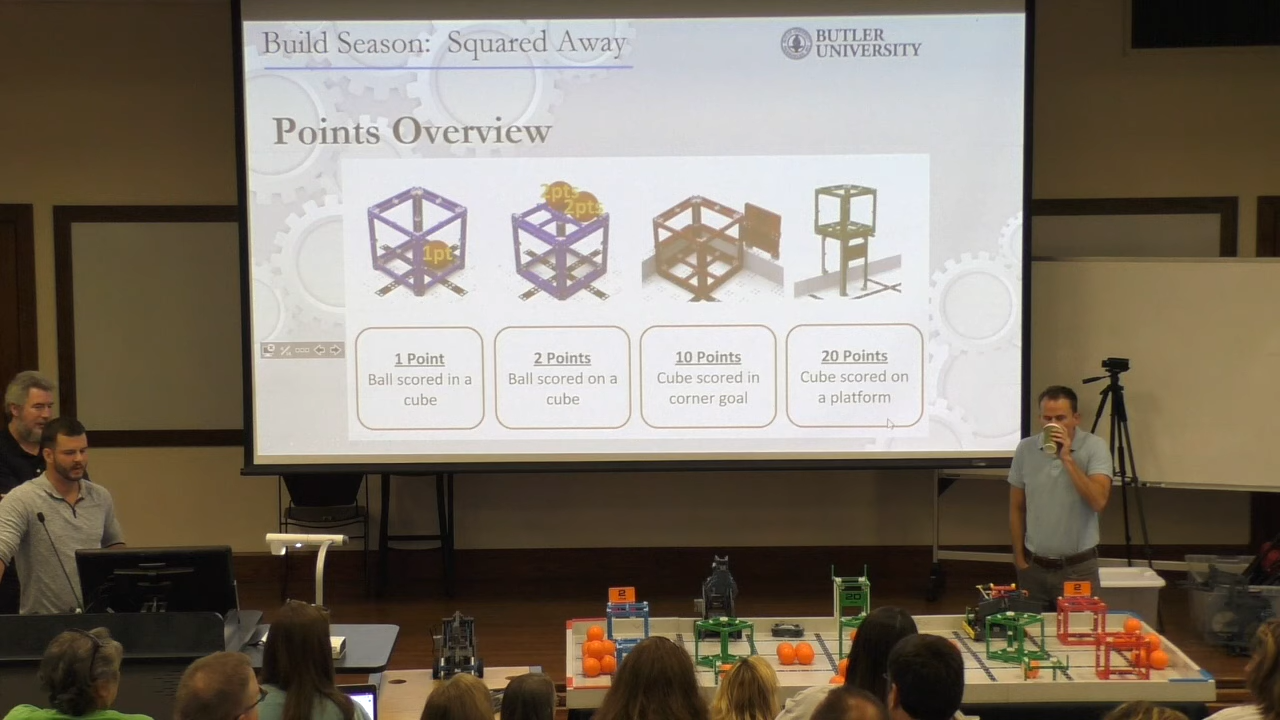 Build Season: Squared Away
BUTLER
UNIVERSITY
Points Overview
1pt
2pts
2pts
1 Point
Ball scored in a
cube
2 Points
Ball scored on a
cube
10 Points
Cube scored in
corner goal
20 Points
Cube scored on
a platform
2
20
2